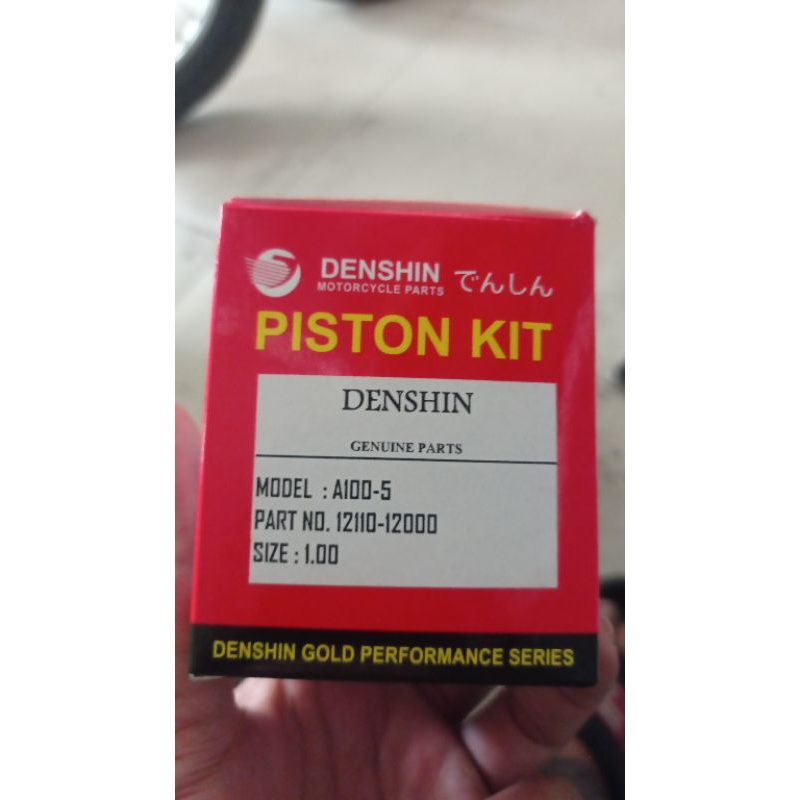 DENSHIN でんしん
MOTORCYCLE PARTS
PISTON KIT
DENSHIN
GENUINE PARTS
MODEL : A100-5
PART NO. 12110-12000
SIZE : 1.00
DENSHIN GOLD PERFORMANCE SERIES